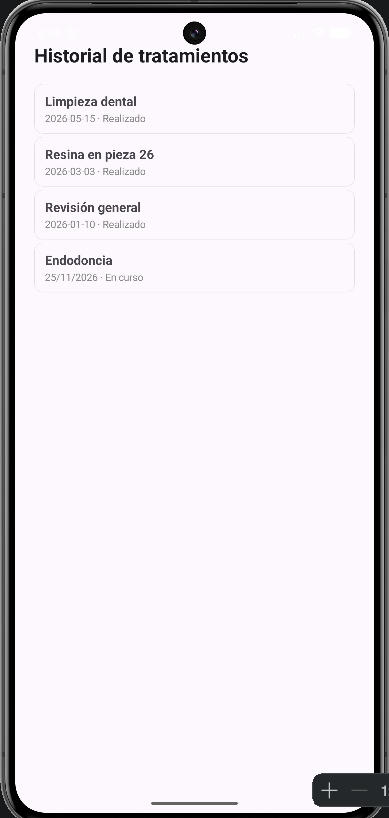 Historial de tratamientos
Limpieza dental
2026-05-15 · Realizado
Resina en pieza 26
2026-03-03 · Realizado
Revisión general
2026-01-10 · Realizado
Endodoncia
25/11/2026 · En curso
1